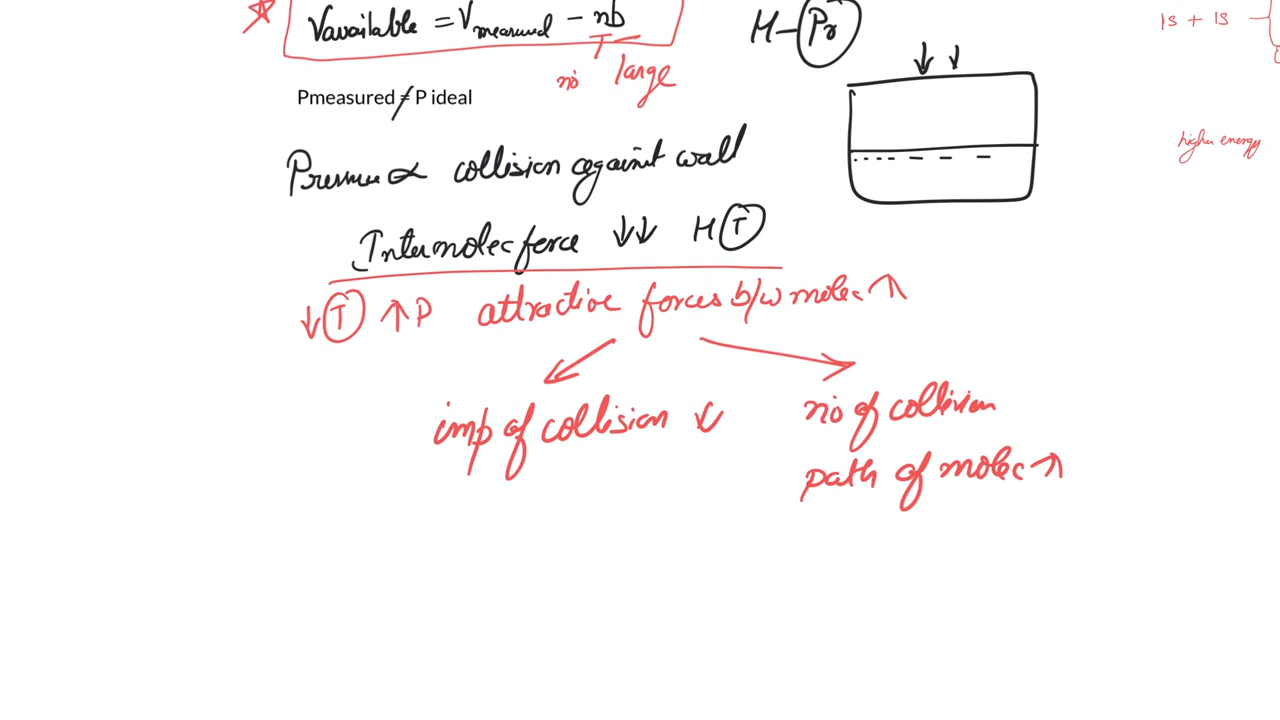 Vavailable = Vmeasured - nb
no large
H-Pr
1s + 1s
Pmeasured ≠ P ideal
higher energy
Pressure ∝ collision against wall
Intermolec force ↓↓ H T
↓ T ↑ P attractive forces b/w molec ↑
imp of collision ↓
no of collision
path of molec ↑